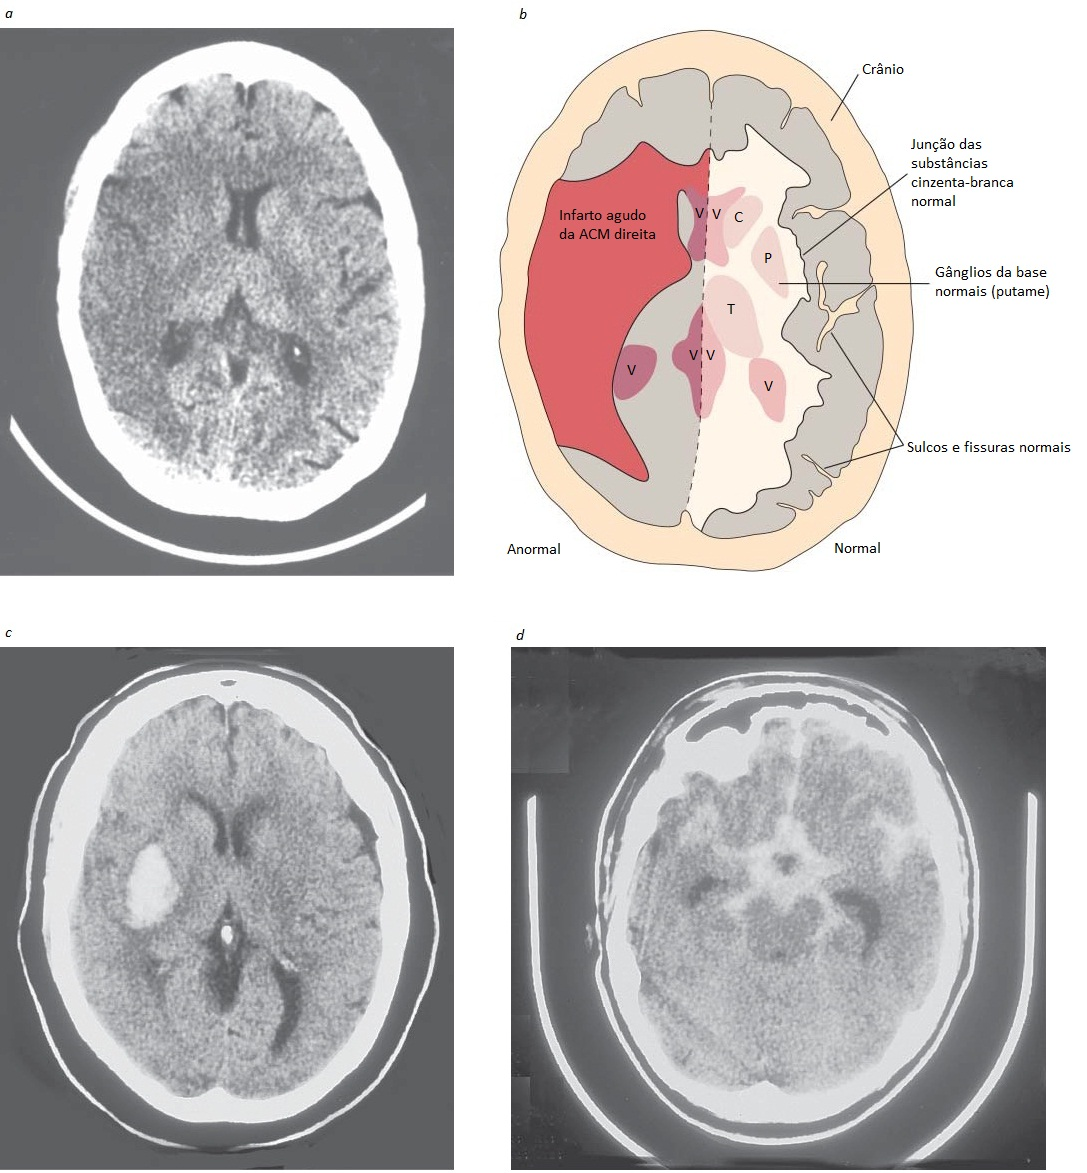 a
b
Crânio
Junção das
substâncias
cinzenta-branca
normal
Infarto agudo
da ACM direita
V
V
C
P
Gânglios da base
normais (putame)
T
V
V
V
V
Sulcos e fissuras normais
Anormal
Normal
c
d